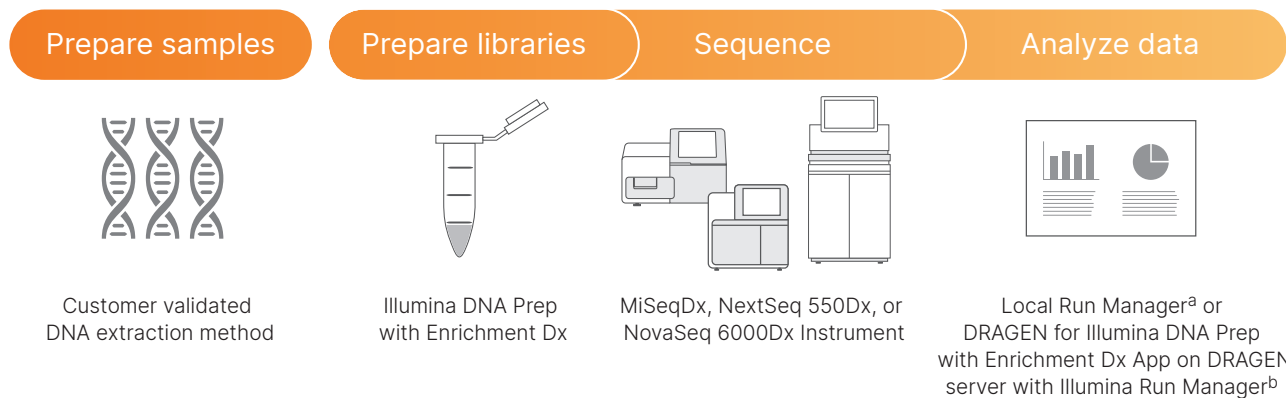 Prepare samples
Prepare libraries
Sequence
Analyze data
Customer validated
DNA extraction method
Illumina DNA Prep
with Enrichment Dx
MiSeqDx, NextSeq 550Dx, or
NovaSeq 6000Dx Instrument
Local Run Managerᵃ or
DRAGEN for Illumina DNA Prep
with Enrichment Dx App on DRAGEN
server with Illumina Run Managerᵇ